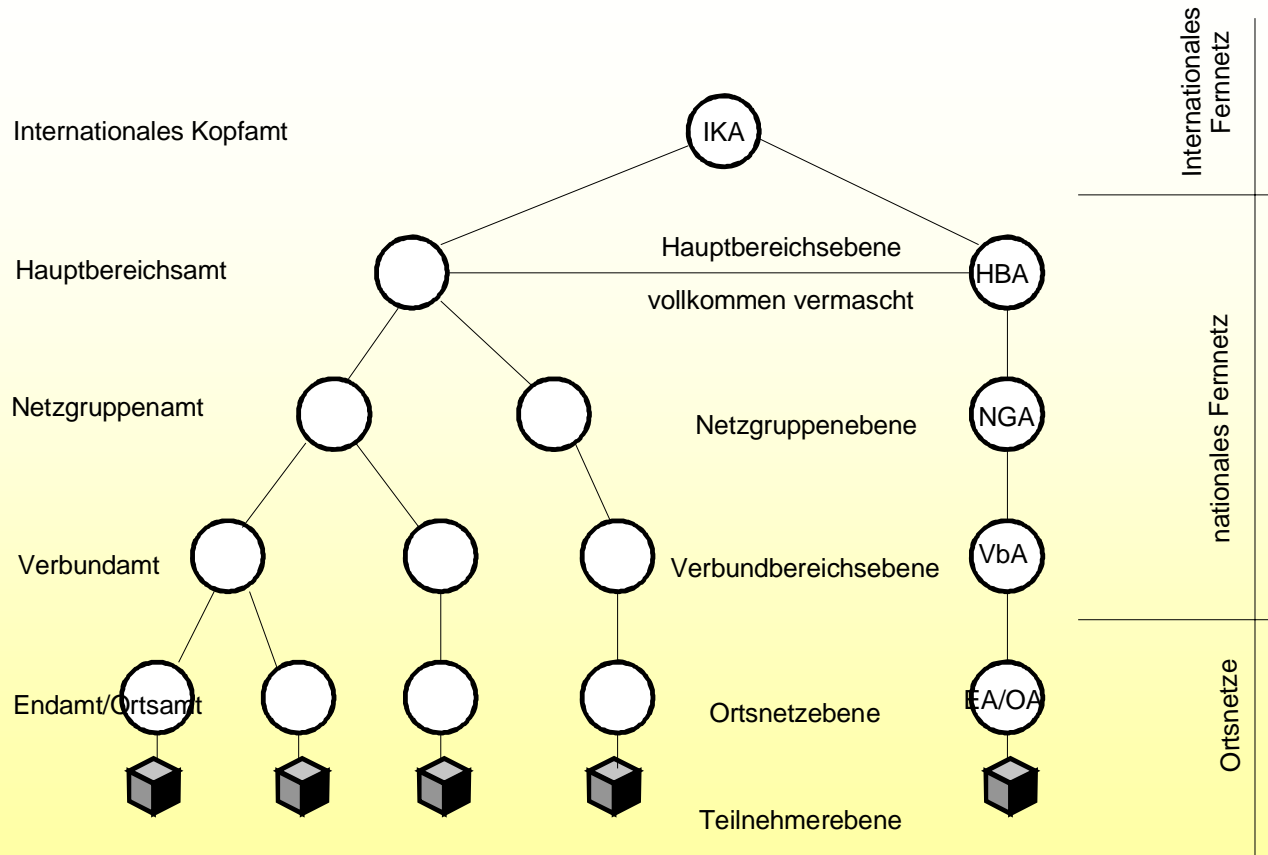 Internationales
Fernnetz
Internationales Kopfamt
IKA
Hauptbereichsebene
Hauptbereichsamt
HBA
vollkommen vermascht
nationales Fernnetz
Netzgruppenamt
NGA
Netzgruppenebene
Verbundamt
VbA
Verbundbereichsebene
Ortsnetze
Endamt/Ortsamt
EA/OA
Ortsnetzebene
Teilnehmerebene